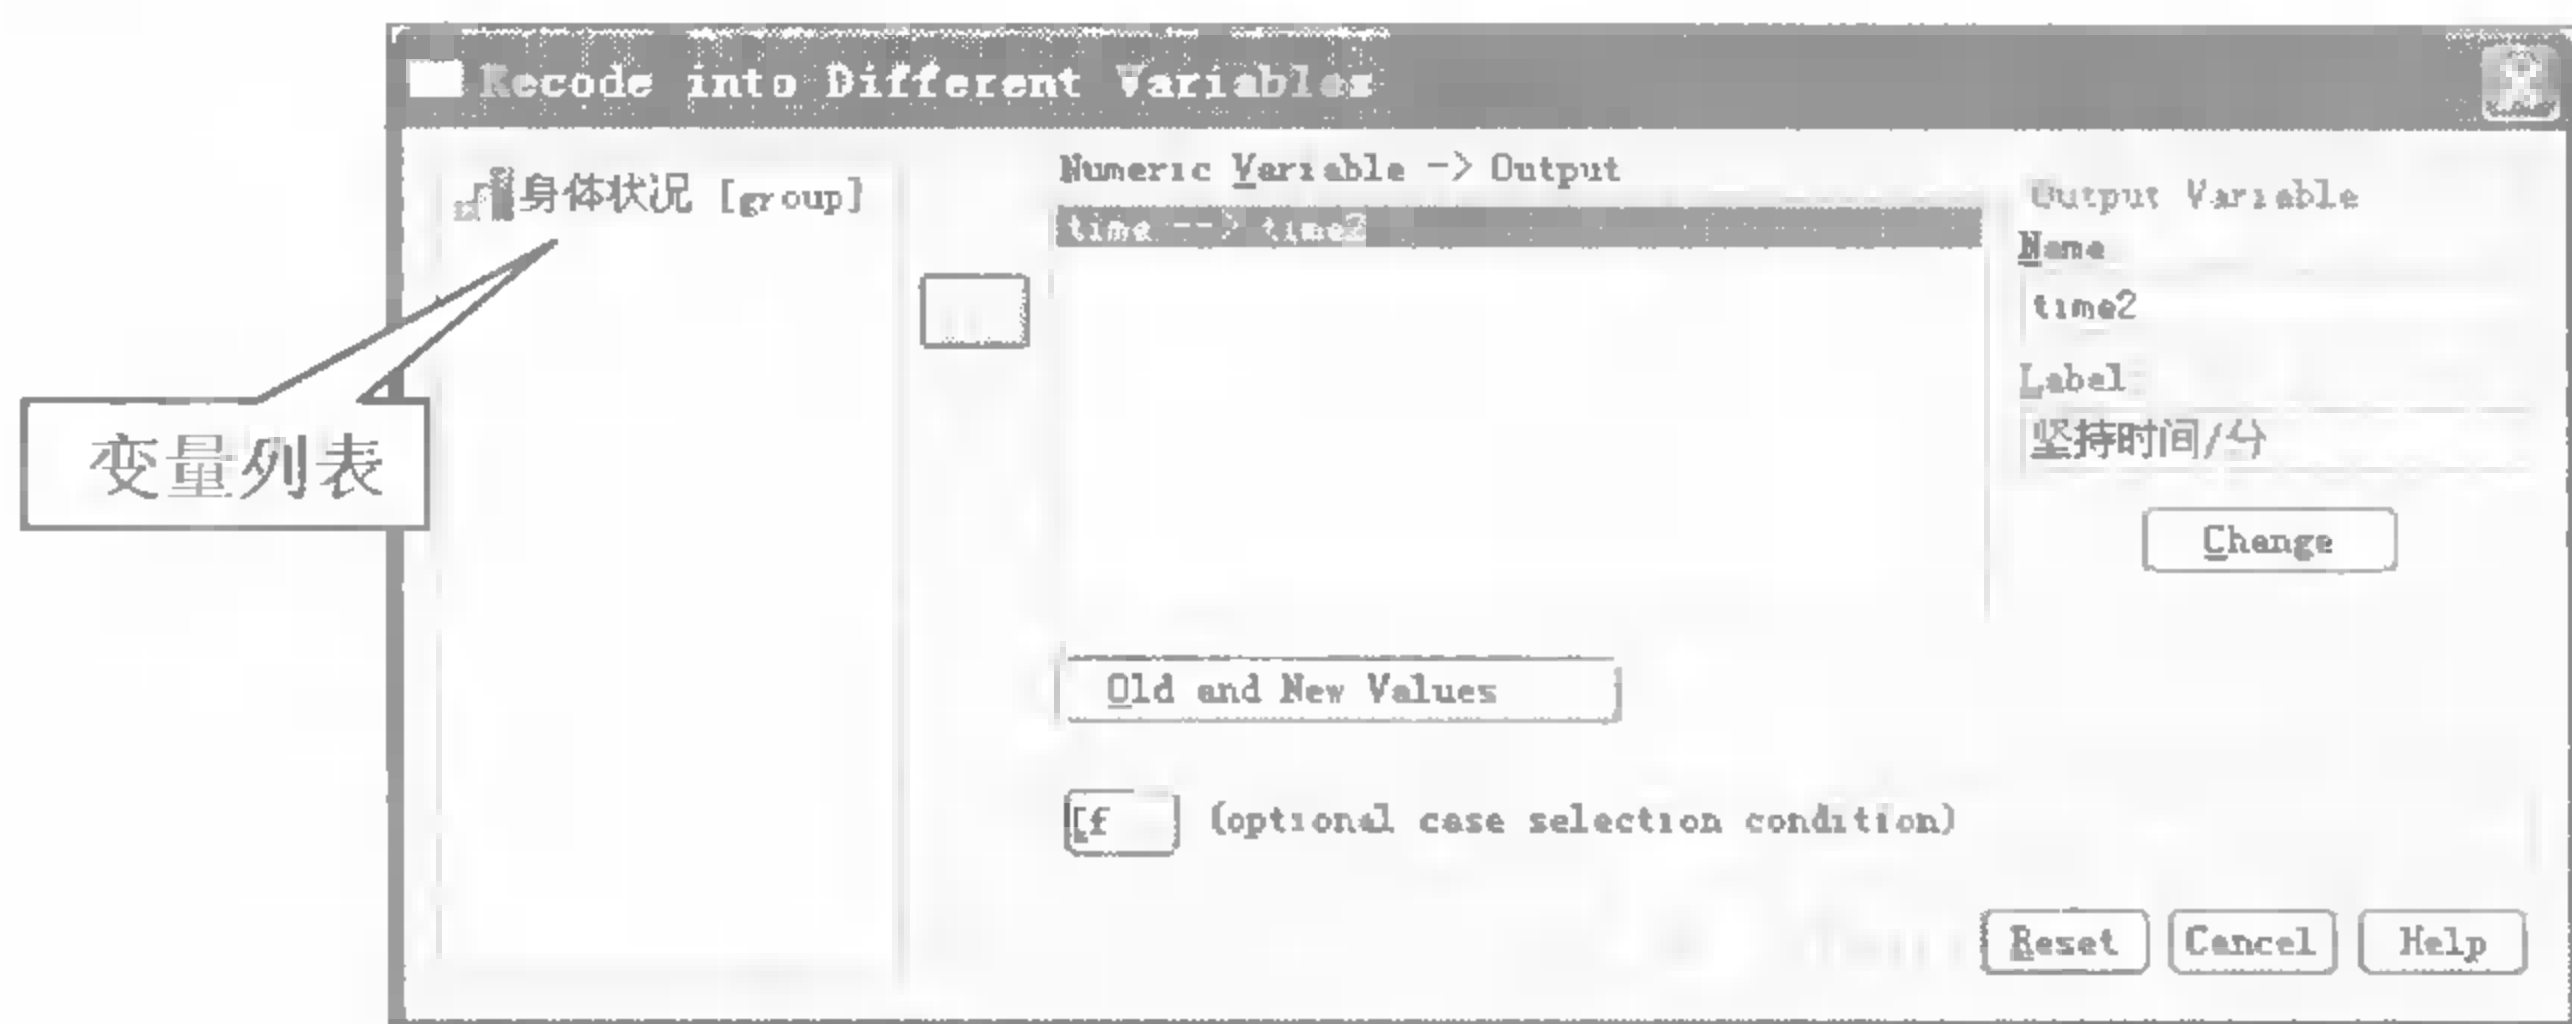 Recode into Different Variables
身体状况 [group]
变量列表
Numeric Variable -> Output
time --> time2
Old and New Values
If (optional case selection condition)
Output Variable
Name
time2
Label
坚持时间/分
Change
Reset Cancel Help